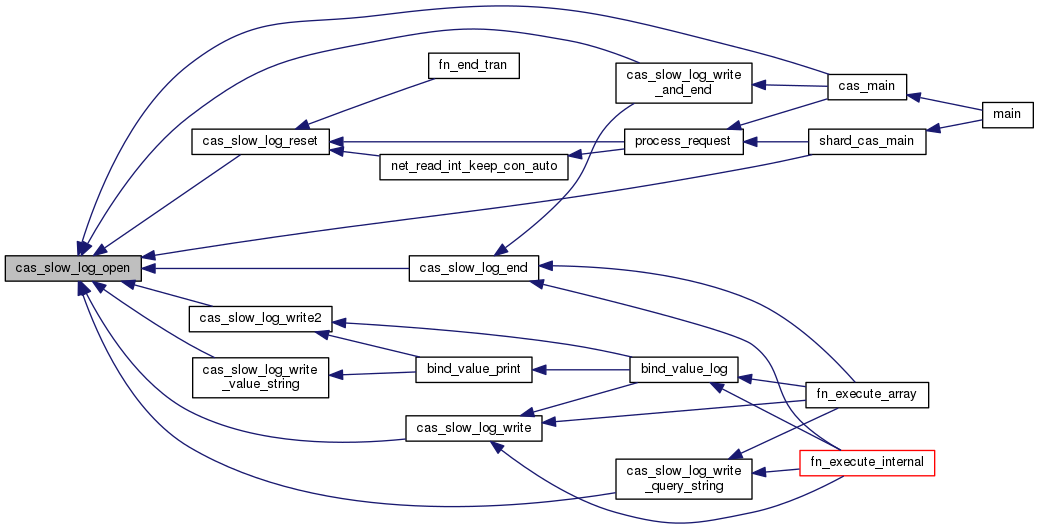 fn_end_tran
cas_slow_log_write
_and_end
cas_main
main
cas_slow_log_reset
process_request
shard_cas_main
net_read_int_keep_con_auto
cas_slow_log_open
cas_slow_log_end
cas_slow_log_write2
cas_slow_log_write
_value_string
bind_value_print
bind_value_log
fn_execute_array
cas_slow_log_write
cas_slow_log_write
_query_string
fn_execute_internal